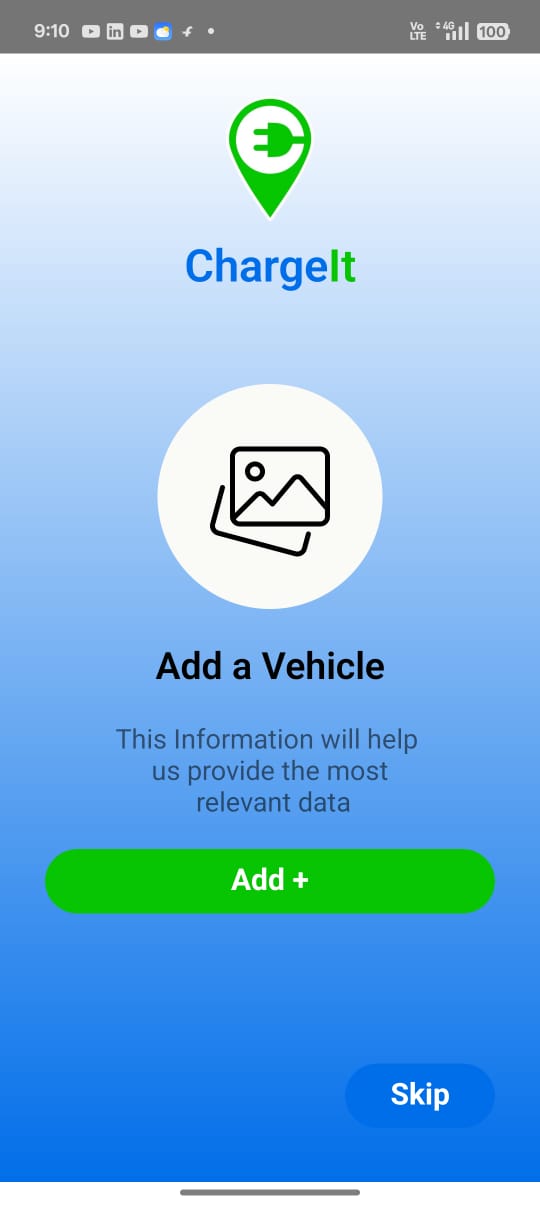 9:10
Vo
LTE
4G
100
ChargeIt
Add a Vehicle
This Information will help
us provide the most
relevant data
Add +
Skip